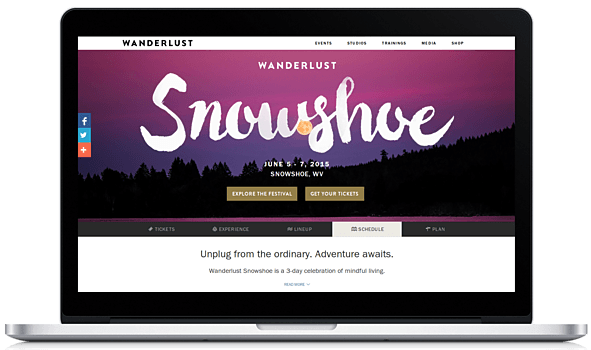 WANDERLUST
EVENTS STUDIOS TRAININGS MEDIA SHOP
WANDERLUST
Snowshoe
JUNE 5 - 7, 2015
SNOWSHOE, WV
EXPLORE THE FESTIVAL GET YOUR TICKETS
TICKETS EXPERIENCE LINEUP SCHEDULE PLAN
Unplug from the ordinary. Adventure awaits.
Wanderlust Snowshoe is a 3-day celebration of mindful living.
READ MORE